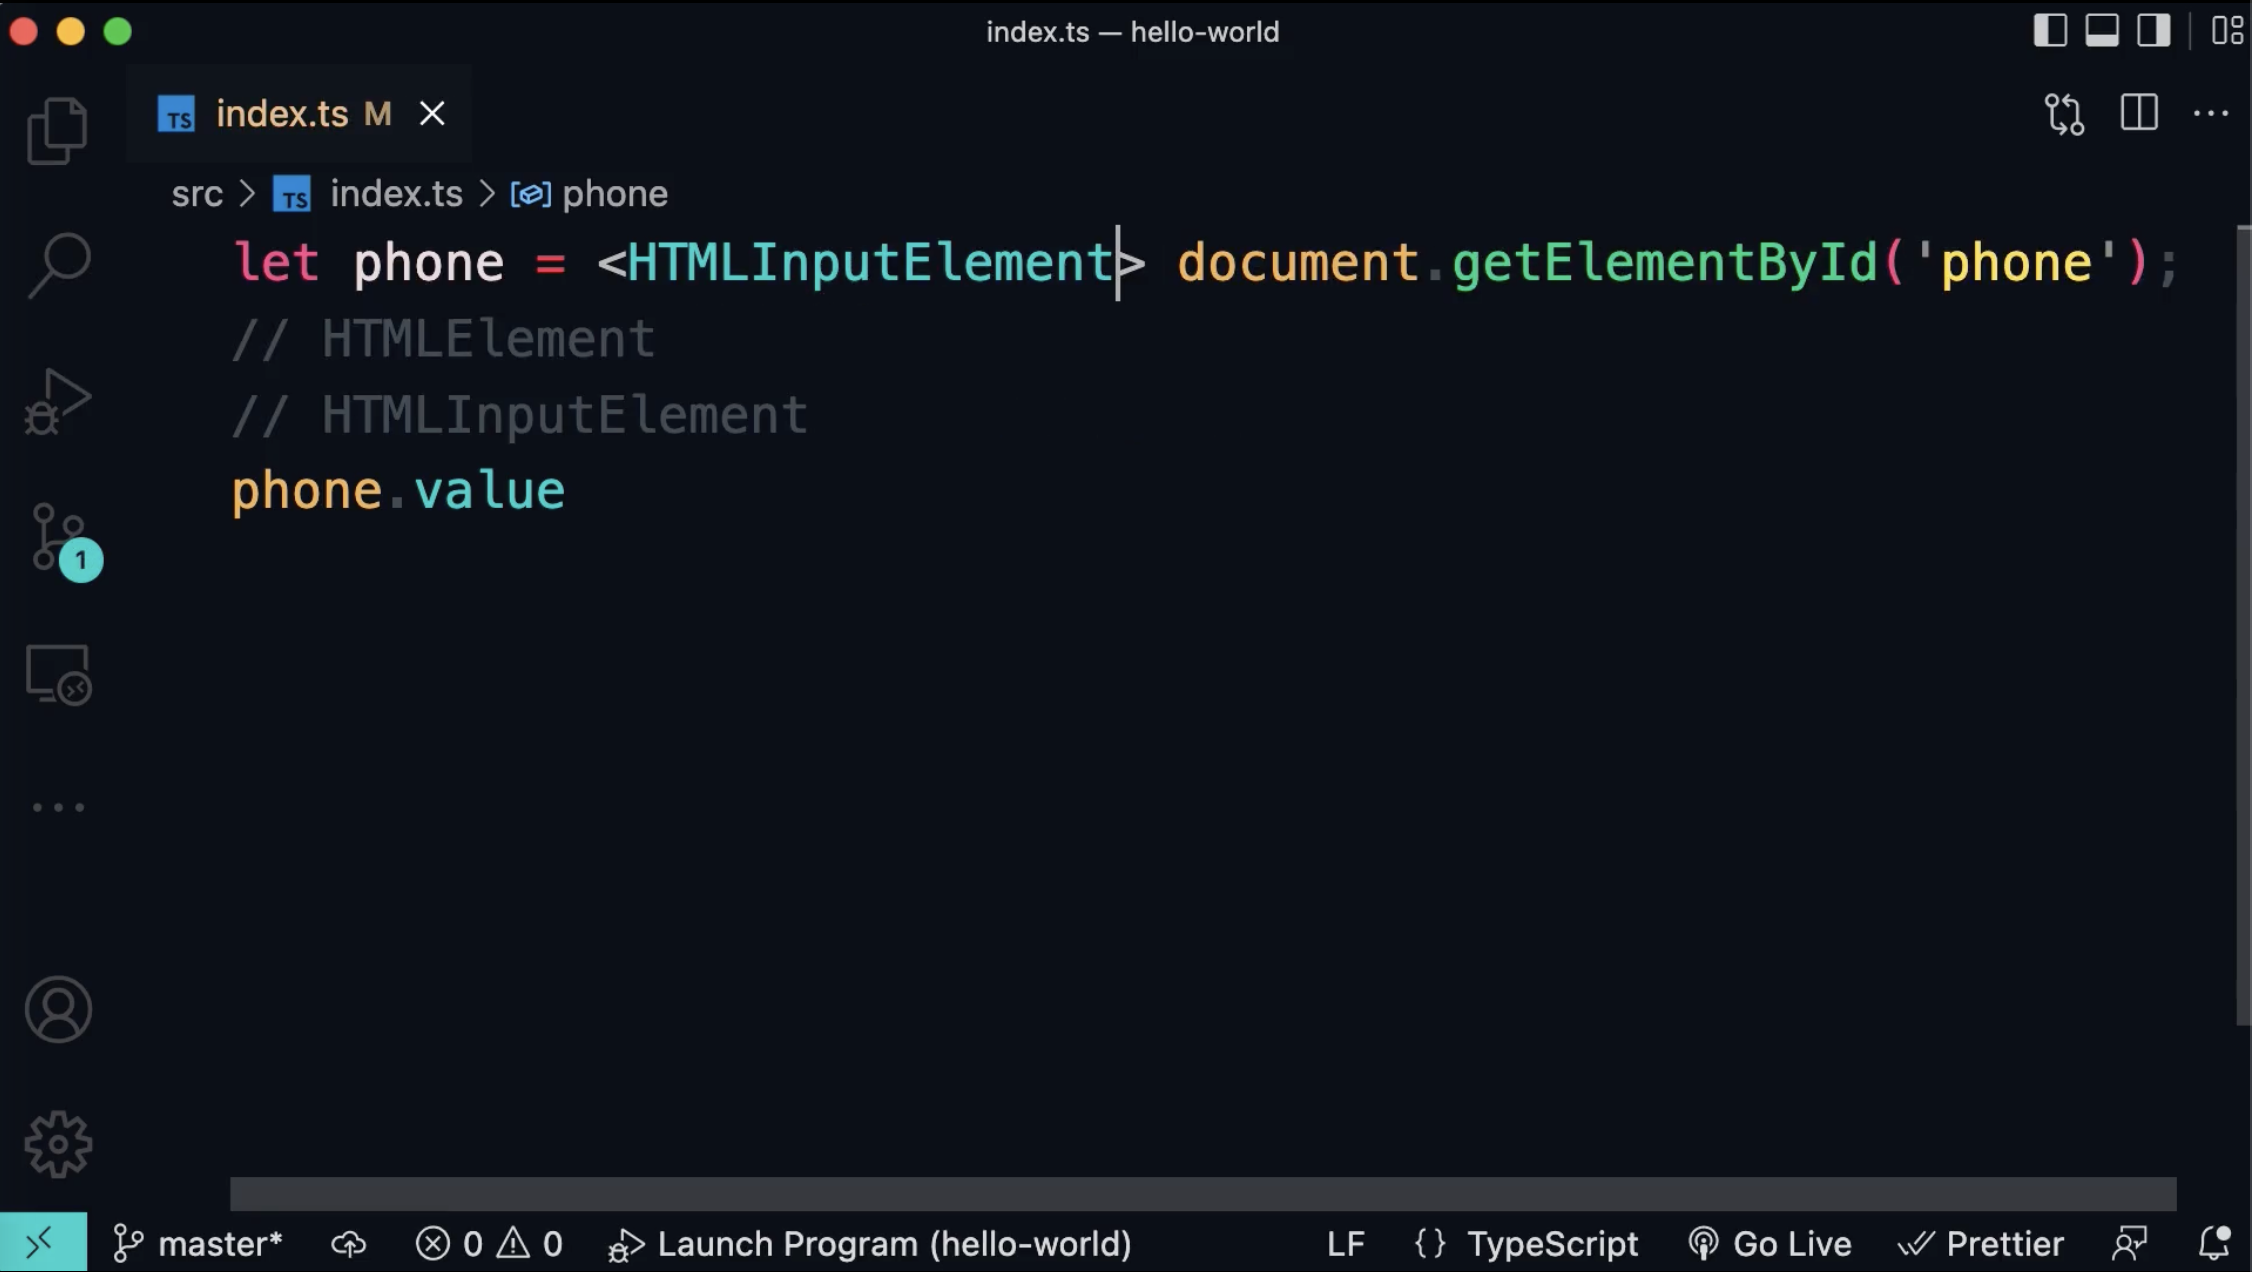 index.ts — hello-world
TS index.ts M
src > TS index.ts > phone
let phone = <HTMLInputElement> document.getElementById('phone');
// HTMLElement
// HTMLInputElement
phone.value
1
master* 0 0 Launch Program (hello-world) LF {} TypeScript Go Live Prettier